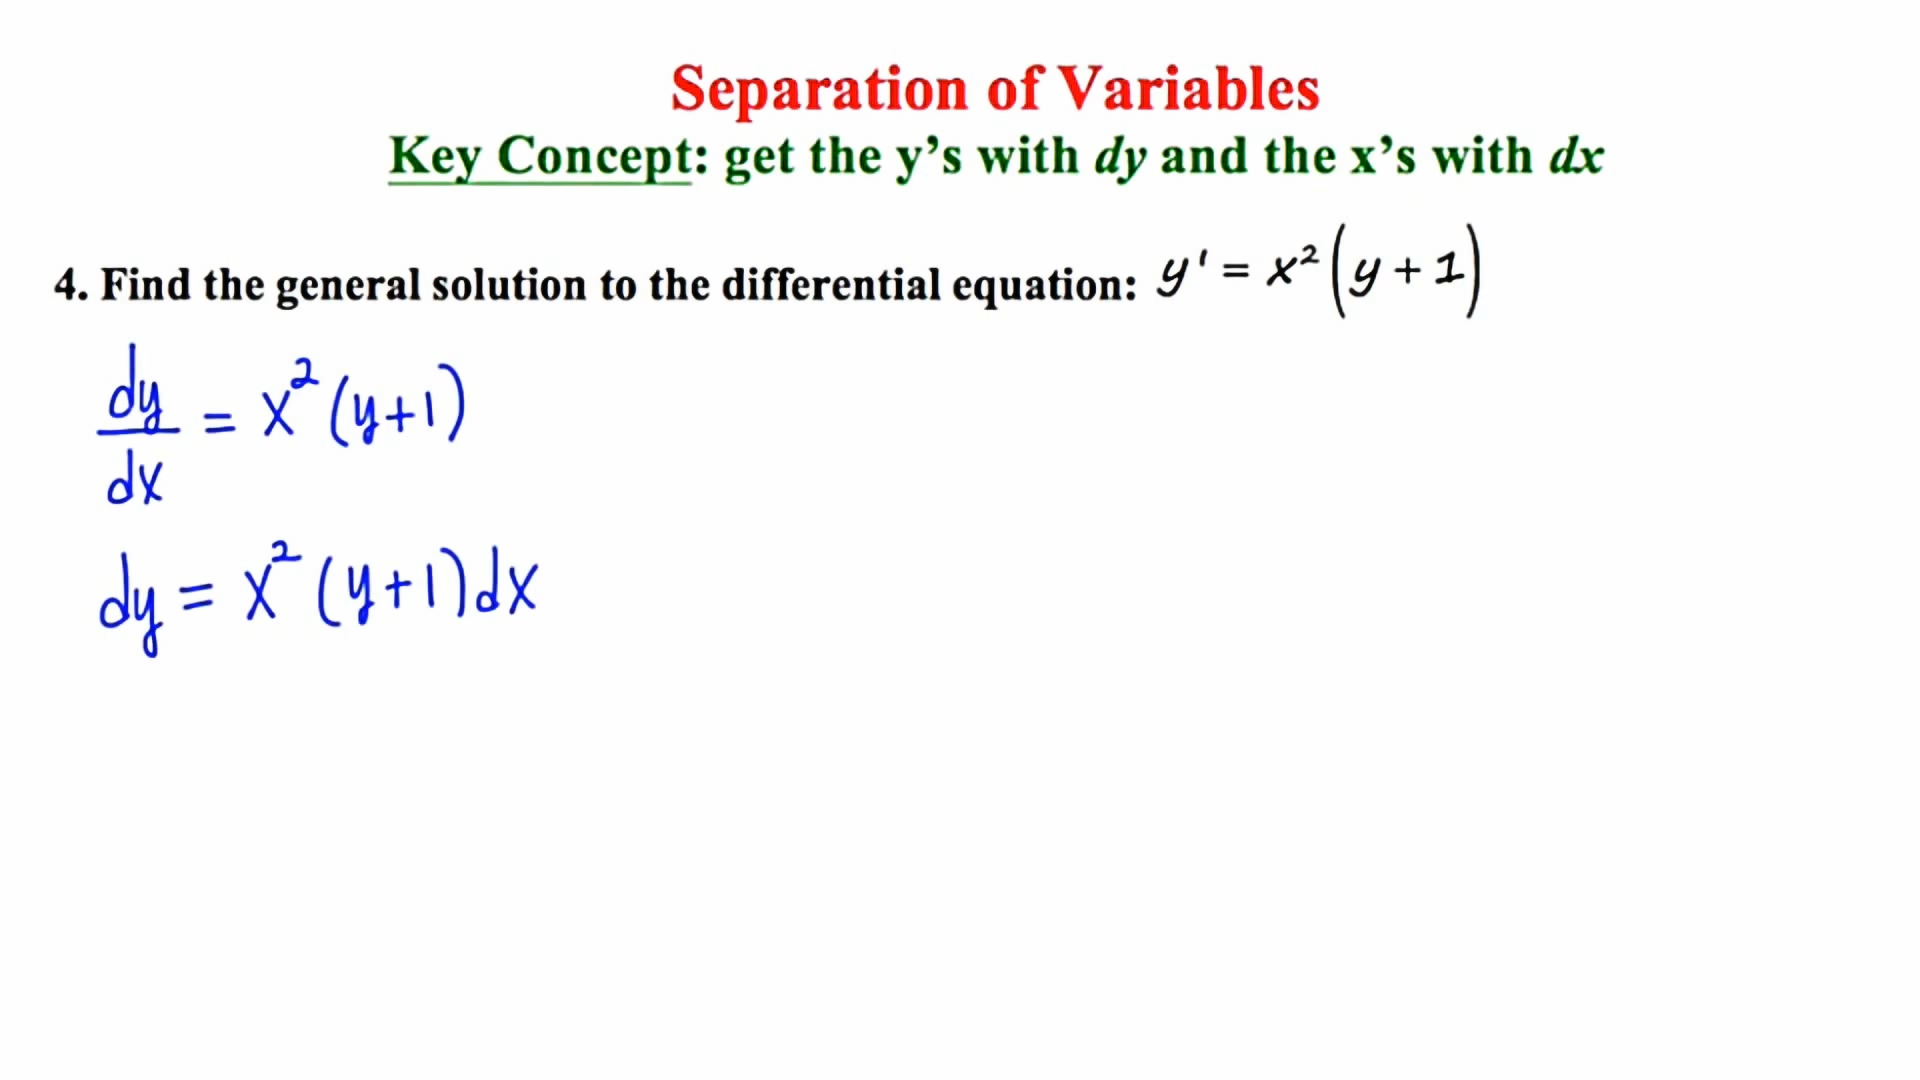 Separation of Variables
Key Concept: get the y’s with dy and the x’s with dx
4. Find the general solution to the differential equation: y' = x²(y + 1)
dy/dx = x²(y+1)
dy = x²(y+1)dx